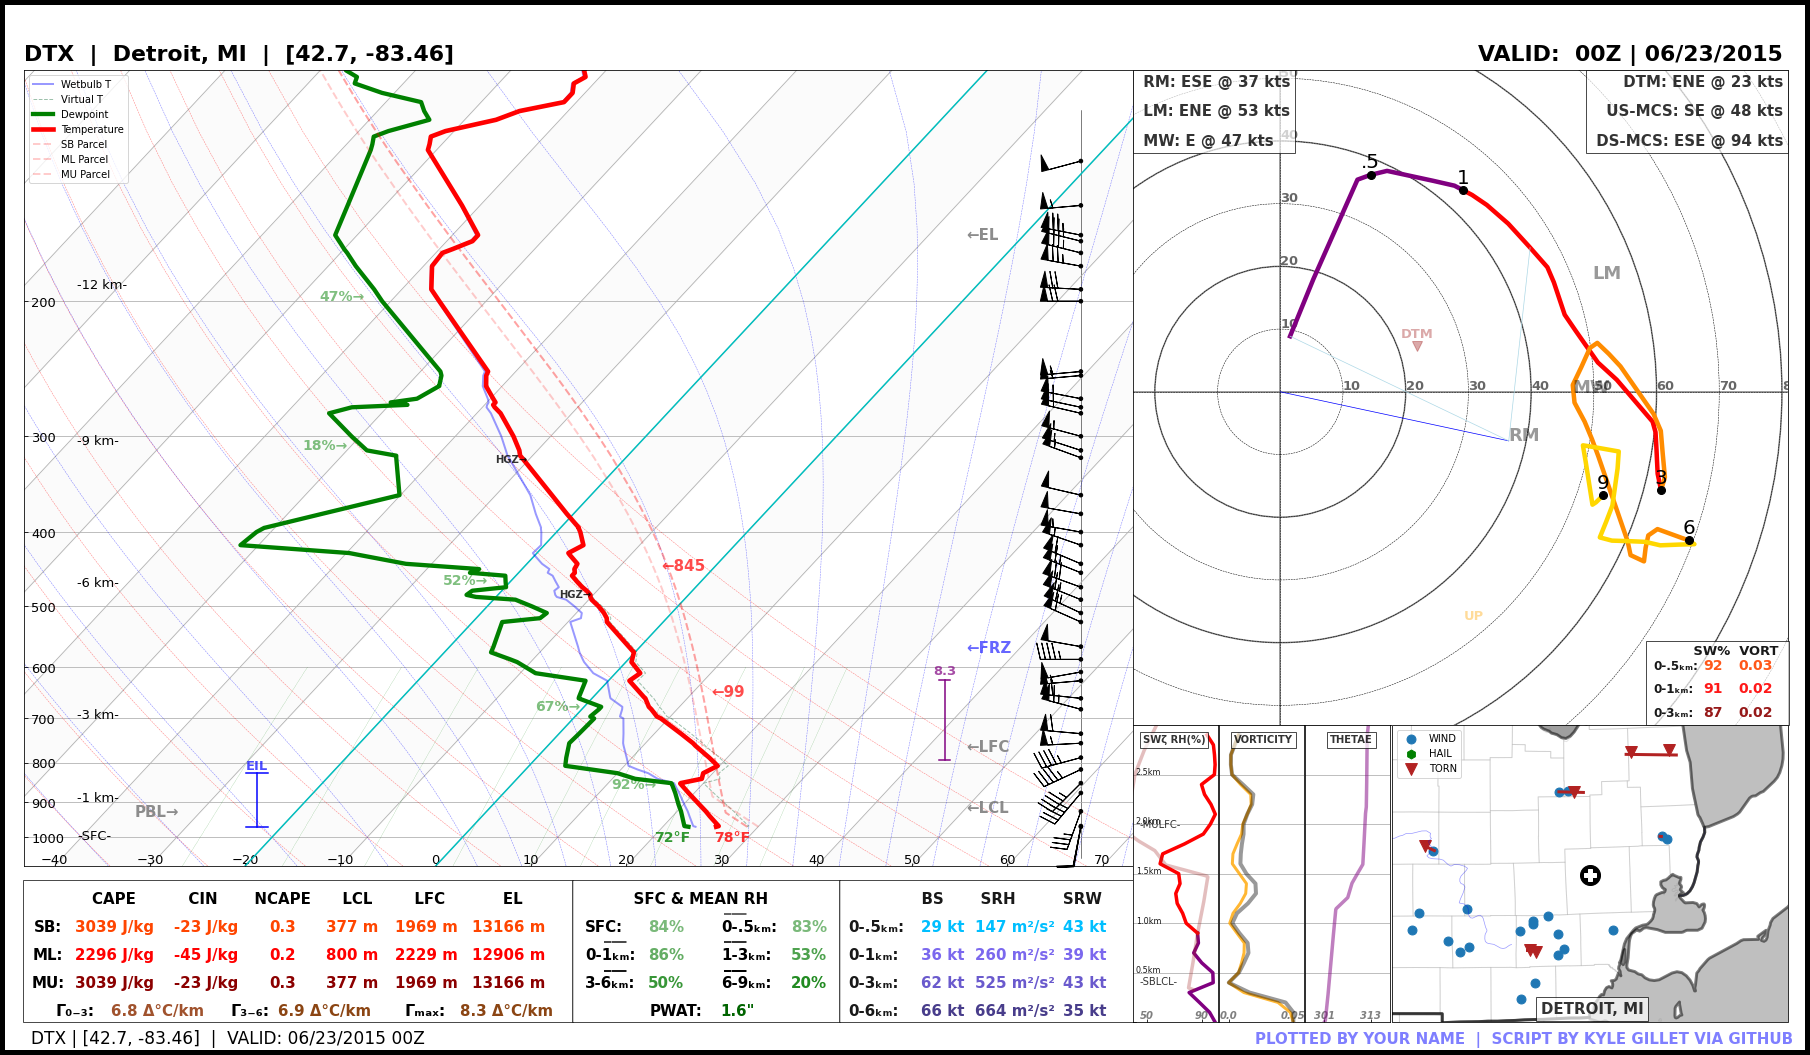 DTX | Detroit, MI | [42.7, -83.46]
VALID: 00Z | 06/23/2015
Wetbulb T
Virtual T
Dewpoint
Temperature
SB Parcel
ML Parcel
MU Parcel
-12 km-
-9 km-
-6 km-
-3 km-
-1 km-
-SFC-
200
300
400
500
600
700
800
900
1000
−40 −30 −20 −10 0 10 20 30 40 50 60 70
47%→
18%→
52%→
67%→
92%→
HGZ→
HGZ→
←845
←99
←EL
←FRZ
←LFC
←LCL
8.3
EIL
PBL→
72°F
78°F
RM: ESE @ 37 kts
LM: ENE @ 53 kts
MW: E @ 47 kts
DTM: ENE @ 23 kts
US-MCS: SE @ 48 kts
DS-MCS: ESE @ 94 kts
40
30
20
10
10 20 30 40 50 60 70
.5
1
3
6
9
LM
DTM
MW
RM
UP
SW% VORT
0-.5ₖₘ: 92 0.03
0-1ₖₘ: 91 0.02
0-3ₖₘ: 87 0.02
SWζ RH(%)
VORTICITY
THETAE
2.5km
2.0km
-MULFC-
1.5km
1.0km
0.5km
-SBLCL-
50 90
0.0 0.05
301 313
WIND
HAIL
TORN
DETROIT, MI
CAPE CIN NCAPE LCL LFC EL
SB: 3039 J/kg -23 J/kg 0.3 377 m 1969 m 13166 m
ML: 2296 J/kg -45 J/kg 0.2 800 m 2229 m 12906 m
MU: 3039 J/kg -23 J/kg 0.3 377 m 1969 m 13166 m
Γ₀₋₃: 6.8 Δ°C/km Γ₃₋₆: 6.9 Δ°C/km Γₘₐₓ: 8.3 Δ°C/km
SFC & MEAN RH
SFC: 84% 0-.5ₖₘ: 83%
0-1ₖₘ: 86% 1-3ₖₘ: 53%
3-6ₖₘ: 50% 6-9ₖₘ: 20%
PWAT: 1.6"
BS SRH SRW
0-.5ₖₘ: 29 kt 147 m²/s² 43 kt
0-1ₖₘ: 36 kt 260 m²/s² 39 kt
0-3ₖₘ: 62 kt 525 m²/s² 43 kt
0-6ₖₘ: 66 kt 664 m²/s² 35 kt
DTX | [42.7, -83.46] | VALID: 06/23/2015 00Z
PLOTTED BY YOUR NAME | SCRIPT BY KYLE GILLET VIA GITHUB